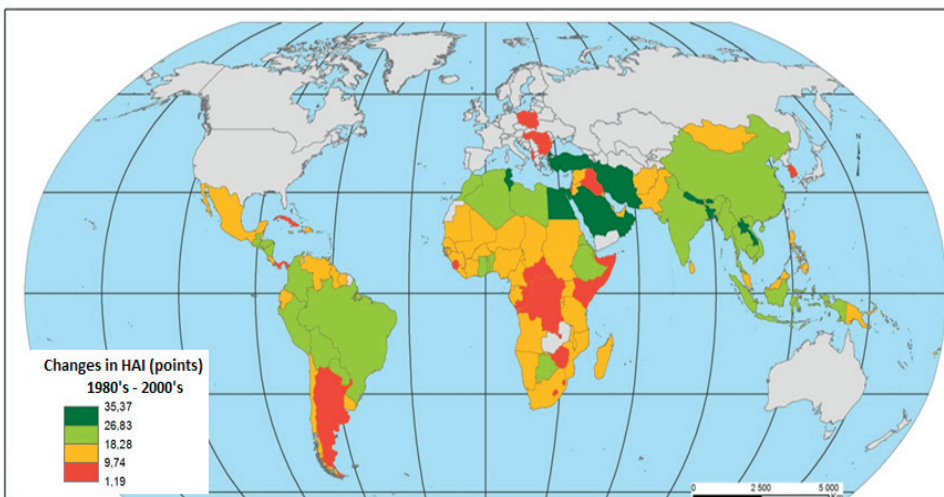 N
Changes in HAI (points)
1980's - 2000's
35,37
26,83
18,28
9,74
1,19
0 2 500 5 000